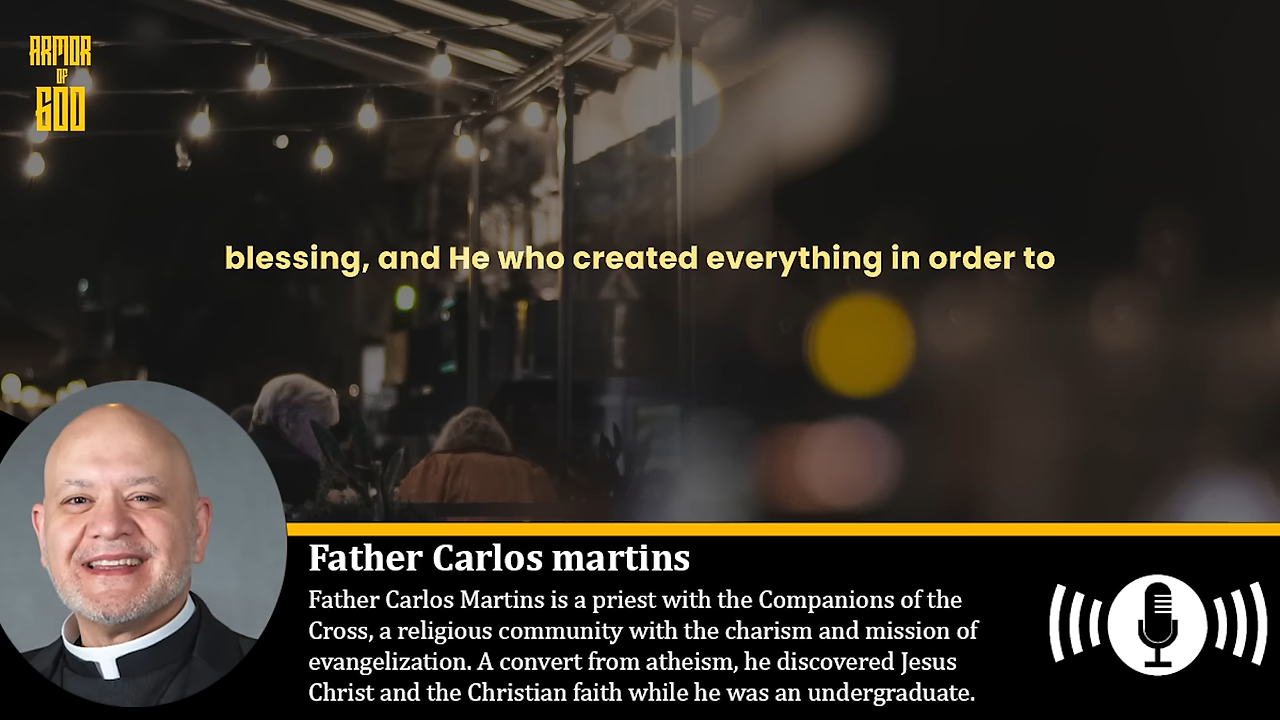 ARMOR
OF
GOD
blessing, and He who created everything in order to
Father Carlos martins
Father Carlos Martins is a priest with the Companions of the
Cross, a religious community with the charism and mission of
evangelization. A convert from atheism, he discovered Jesus
Christ and the Christian faith while he was an undergraduate.